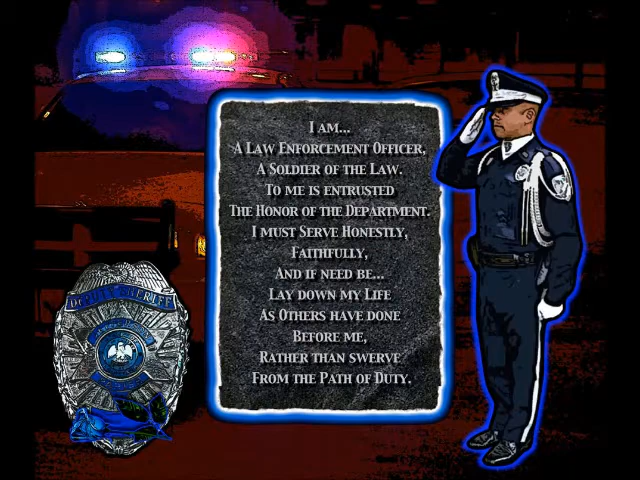 I am...
A Law Enforcement Officer,
A Soldier of the Law.
To me is entrusted
The Honor of the Department.
I must Serve Honestly,
Faithfully,
And if need be...
Lay down my Life
As Others have done
Before me,
Rather than swerve
From the Path of Duty.
Deputy Sheriff